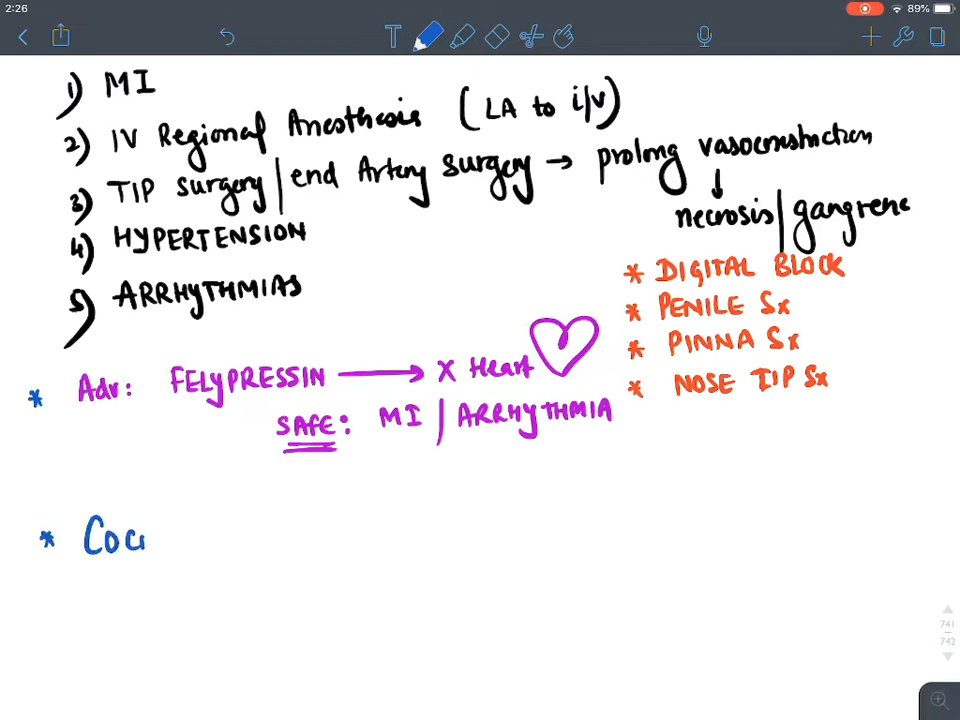 2:26
89%
1) MI
2) IV Regional Anesthesia (LA to i/v)
3) TIP surgery/end Artery surgery → prolong vasoconstriction
↓
necrosis/gangrene
4) HYPERTENSION
5) ARRHYTHMIAS
* DIGITAL BLOCK
* PENILE Sx
* PINNA Sx
* NOSE TIP Sx
* Adv: FELYPRESSIN → X Heart
SAFE: MI / ARRHYTHMIA
* Coc
741
742